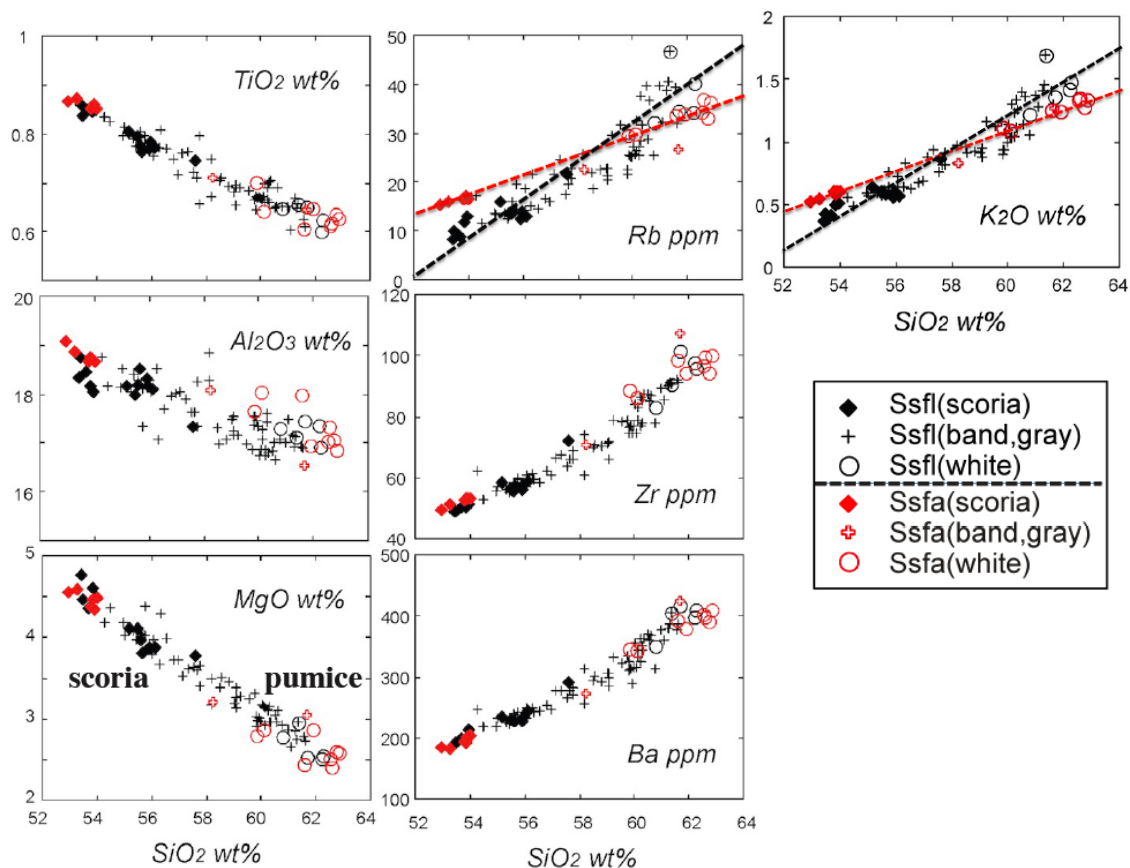 1
0.8
0.6
TiO2 wt%
50
40
30
20
10
0
Rb ppm
2
1.5
1
0.5
0
K2O wt%
52 54 56 58 60 62 64
SiO2 wt%
20
18
16
Al2O3 wt%
120
100
80
60
40
Zr ppm
5
4
3
2
MgO wt%
scoria pumice
52 54 56 58 60 62 64
SiO2 wt%
500
400
300
200
100
Ba ppm
52 54 56 58 60 62 64
SiO2 wt%
Ssfl(scoria)
Ssfl(band,gray)
Ssfl(white)
Ssfa(scoria)
Ssfa(band,gray)
Ssfa(white)